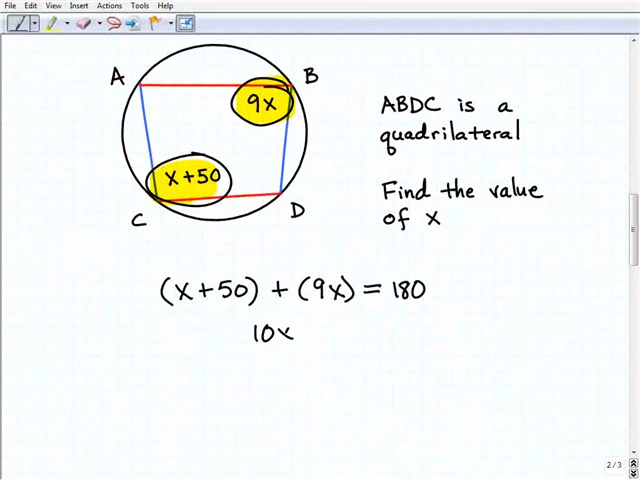 File Edit View Insert Actions Tools Help
A
B
9x
x+50
C
D
ABDC is a
quadrilateral
Find the value
of x
(x+50) + (9x) = 180
10x
2/3